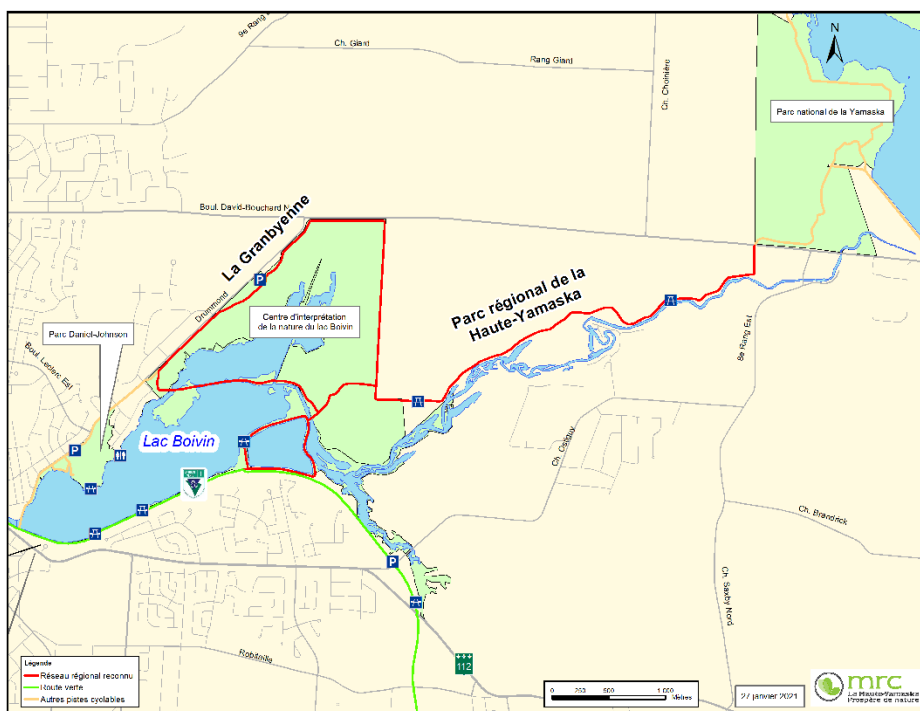 9e Rang
Ch. Giard
Rang Giard
Ch. Choinière
N
Parc national de la Yamaska
Boul. David-Bouchard N
La Granbyenne
P
Drummond
Parc régional de la
Haute-Yamaska
Centre d'interprétation
de la nature du lac Boivin
Parc Daniel-Johnson
Boul. Leclerc Est
9e Rang Est
P
Lac Boivin
Ch. Ostiguy
Ch. Brandrick
P
Ch. Saxby Nord
Robitaille
112
Légende
Réseau régional reconnu
Route verte
Autres pistes cyclables
0 250 500 1 000
Mètres
27 janvier 2021
mrc
La Haute-Yamaska
Prospère de nature